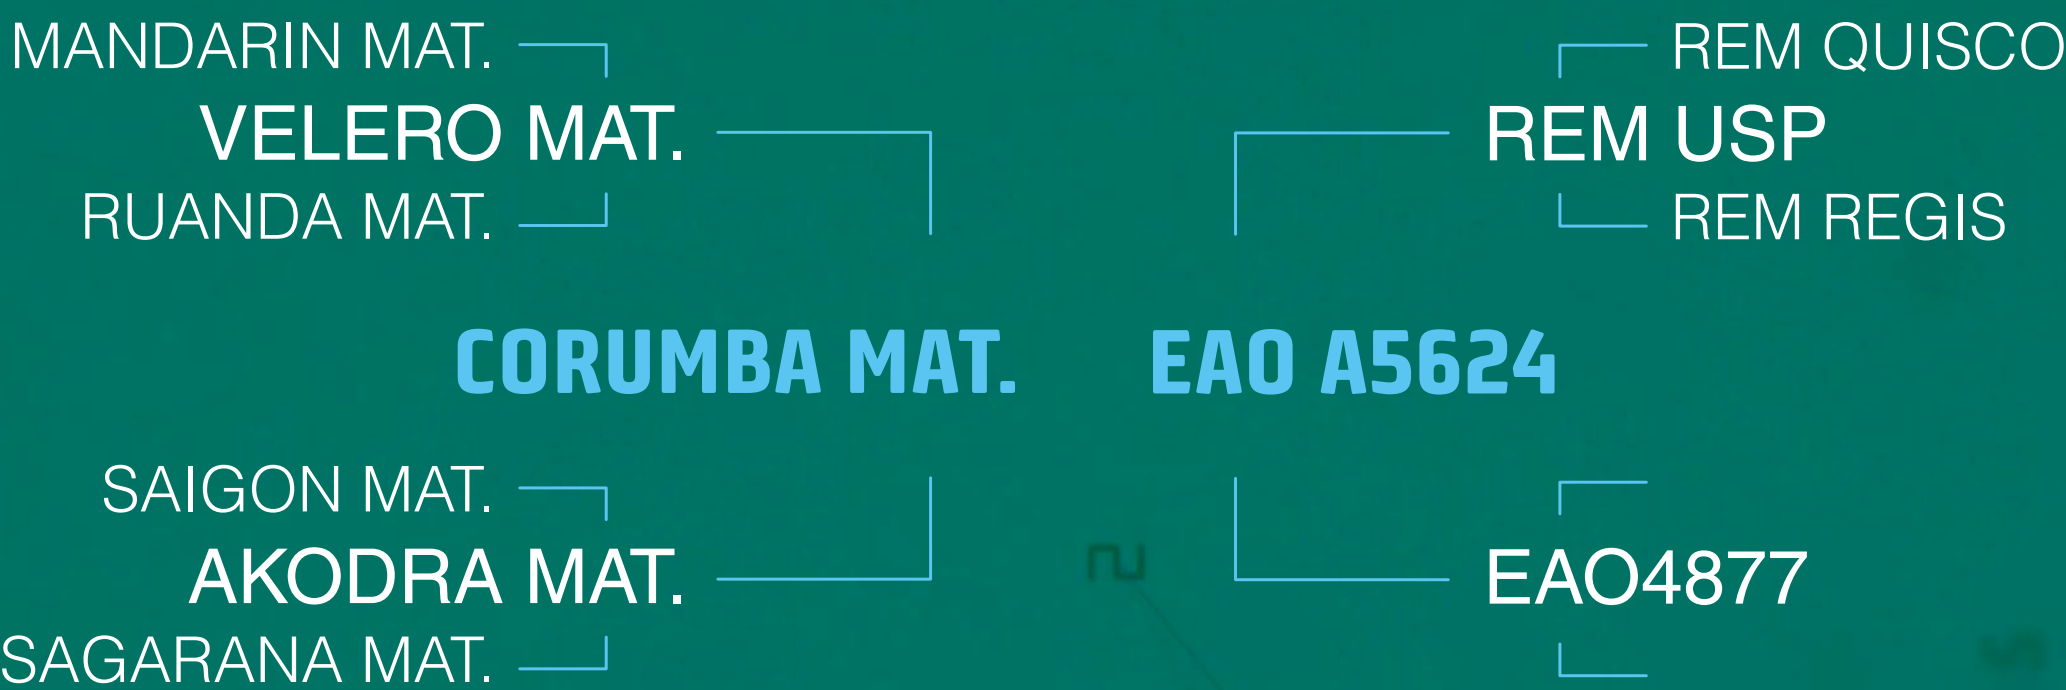 MANDARIN MAT.
REM QUISCO
VELERO MAT.
REM USP
RUANDA MAT.
REM REGIS
CORUMBA MAT.
EAO A5624
SAIGON MAT.
AKODRA MAT.
EAO4877
SAGARANA MAT.